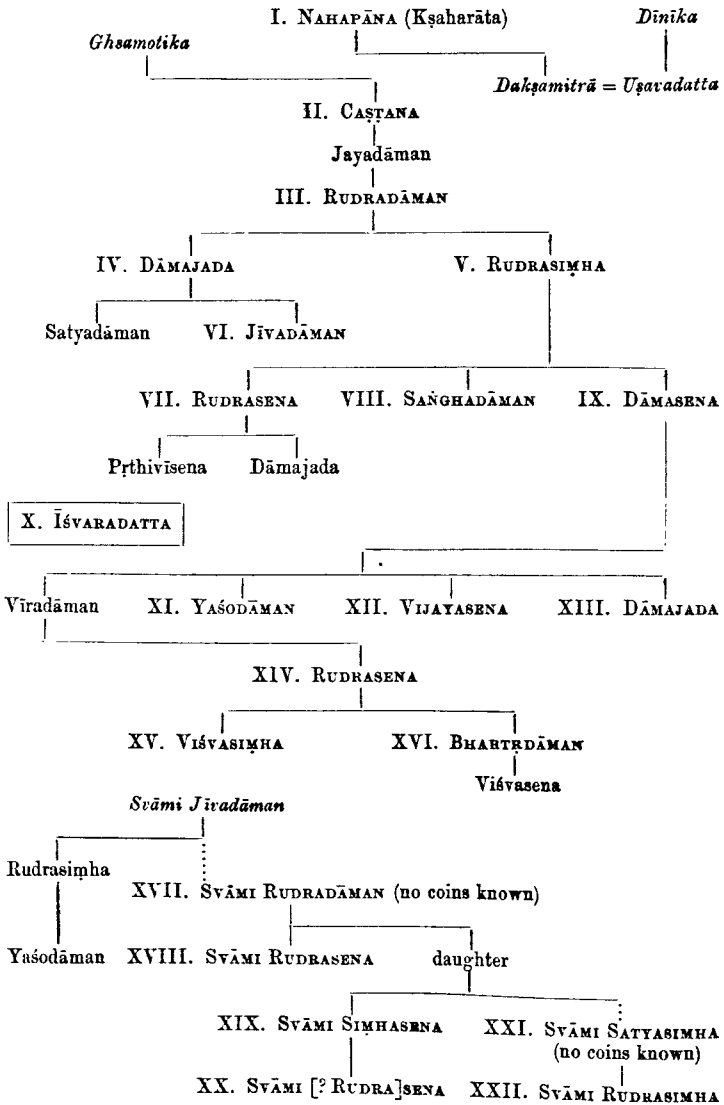 I. NAHAPĀNA (Kṣaharāta) Dīnīka
Ghsamotika
Dakṣamitrā = Uṣavadatta
II. CAṢṬANA
Jayadāman
III. RUDRADĀMAN
IV. DĀMAJADA V. RUDRASIṂHA
Satyadāman VI. JĪVADĀMAN
VII. RUDRASENA VIII. SAṄGHADĀMAN IX. DĀMASENA
Pṛthivīsena Dāmajada
X. ĪŚVARADATTA
Vīradāman XI. YAŚODĀMAN XII. VIJAYASENA XIII. DĀMAJADA
XIV. RUDRASENA
XV. VIŚVASIṂHA XVI. BHARTṚDĀMAN
Viśvasena
Svāmi Jīvadāman
Rudrasiṃha
XVII. SVĀMI RUDRADĀMAN (no coins known)
Yaśodāman XVIII. SVĀMI RUDRASENA daughter
XIX. SVĀMI SIṂHASENA XXI. SVĀMI SATYASIṂHA
(no coins known)
XX. SVĀMI [? RUDRA]SENA XXII. SVĀMI RUDRASIṂHA